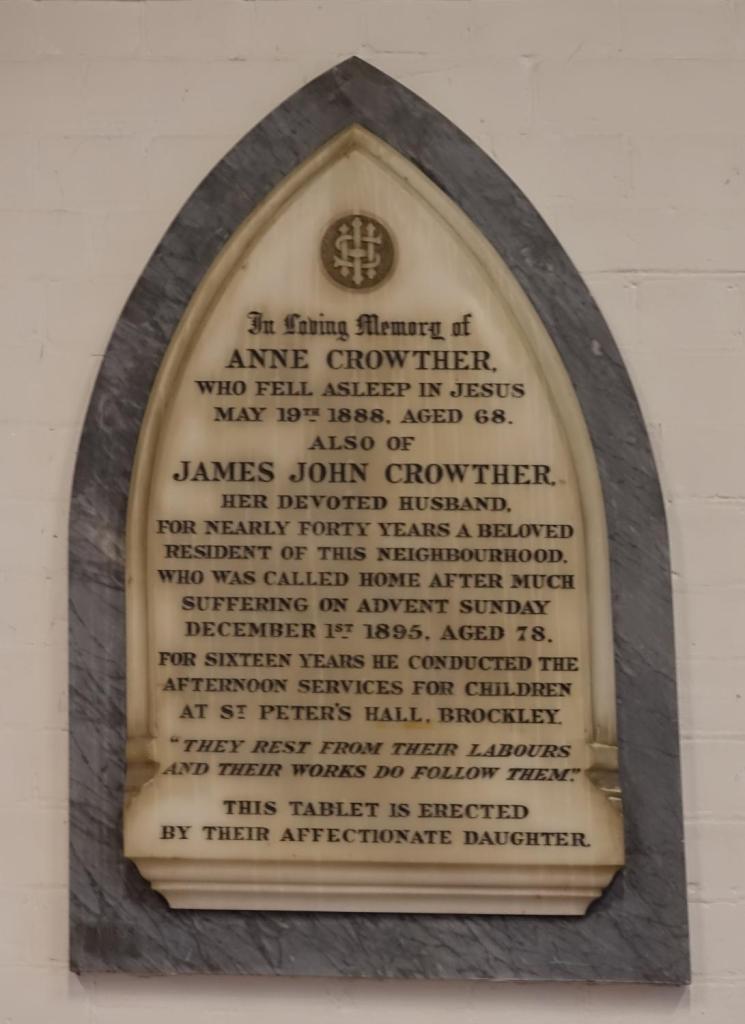 IHS
In Loving Memory of
ANNE CROWTHER,
WHO FELL ASLEEP IN JESUS
MAY 19TH 1888, AGED 68.
ALSO OF
JAMES JOHN CROWTHER,
HER DEVOTED HUSBAND,
FOR NEARLY FORTY YEARS A BELOVED
RESIDENT OF THIS NEIGHBOURHOOD,
WHO WAS CALLED HOME AFTER MUCH
SUFFERING ON ADVENT SUNDAY
DECEMBER 1ST 1895, AGED 78.
FOR SIXTEEN YEARS HE CONDUCTED THE
AFTERNOON SERVICES FOR CHILDREN
AT ST PETER'S HALL, BROCKLEY.
"THEY REST FROM THEIR LABOURS
AND THEIR WORKS DO FOLLOW THEM."
THIS TABLET IS ERECTED
BY THEIR AFFECTIONATE DAUGHTER.